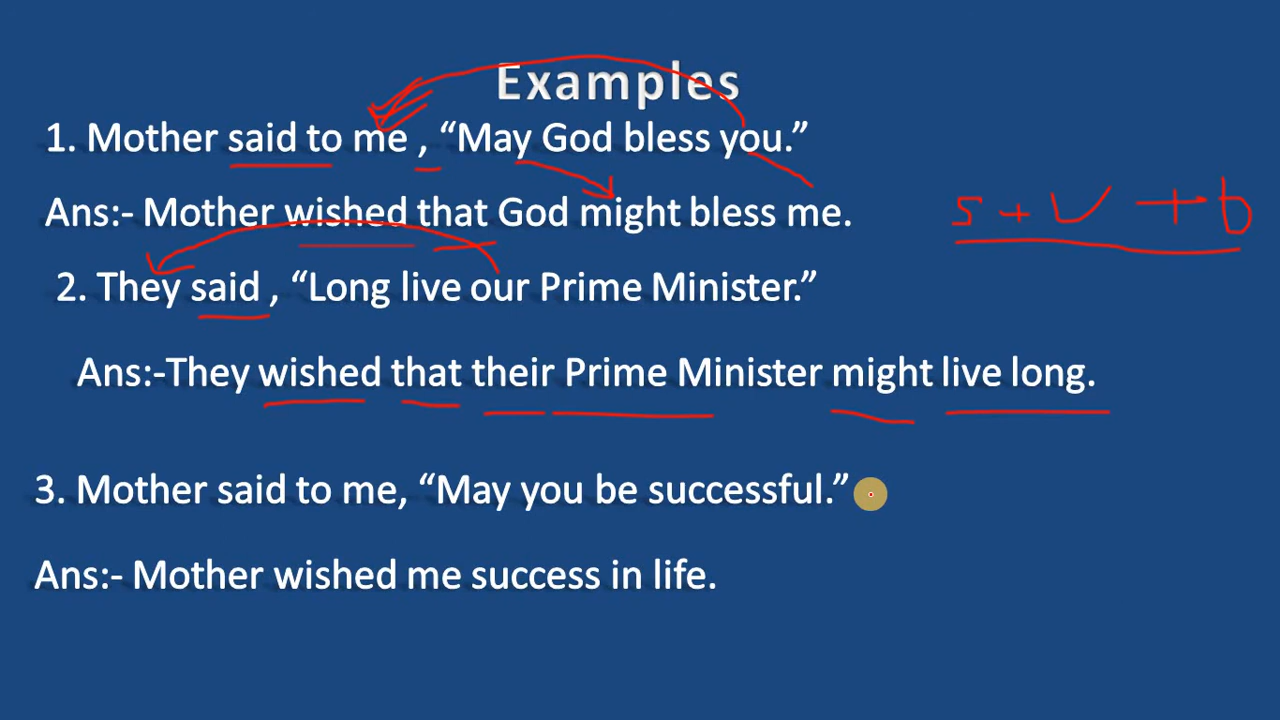 Examples
1. Mother said to me , “May God bless you.”
Ans:- Mother wished that God might bless me.
s + v + b
2. They said , “Long live our Prime Minister.”
Ans:-They wished that their Prime Minister might live long.
3. Mother said to me, “May you be successful.”
Ans:- Mother wished me success in life.